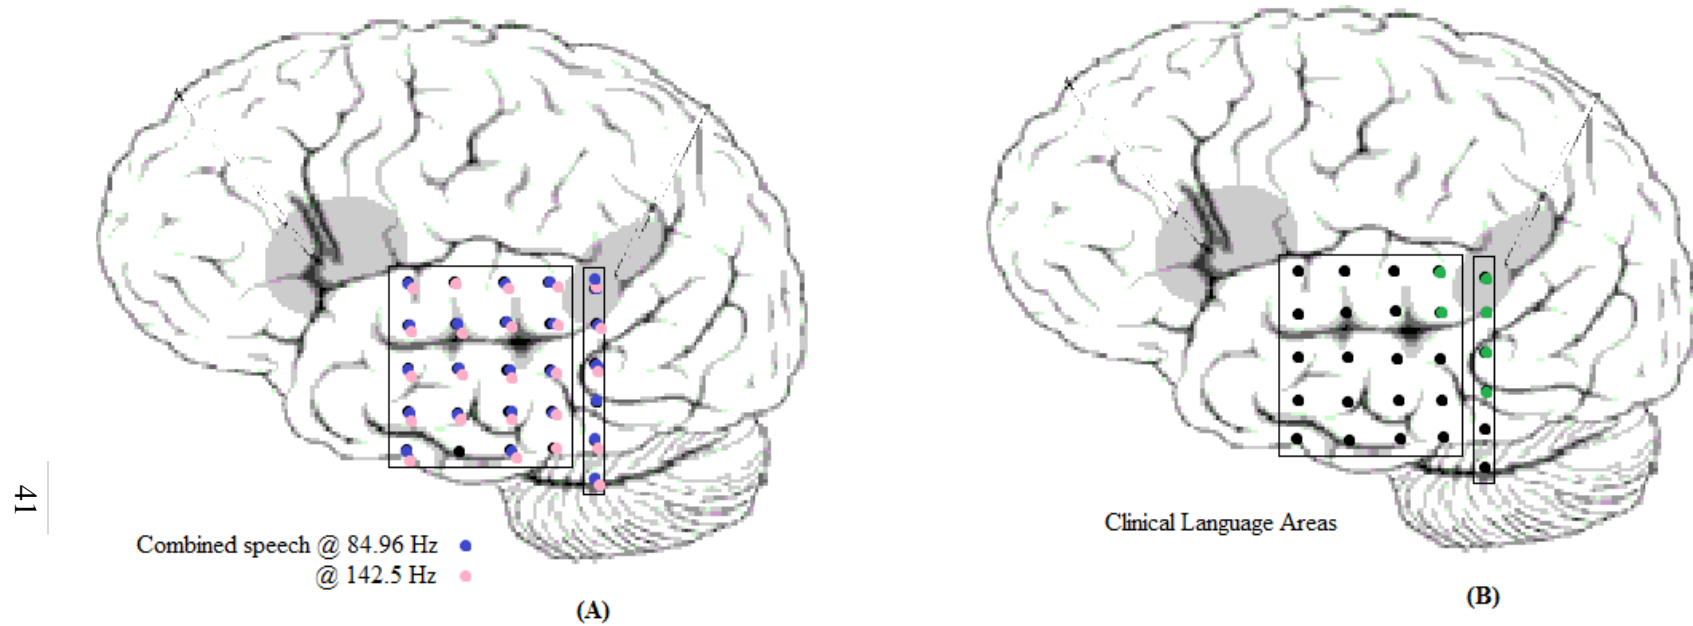 41
Combined speech @ 84.96 Hz
@ 142.5 Hz
(A)
Clinical Language Areas
(B)